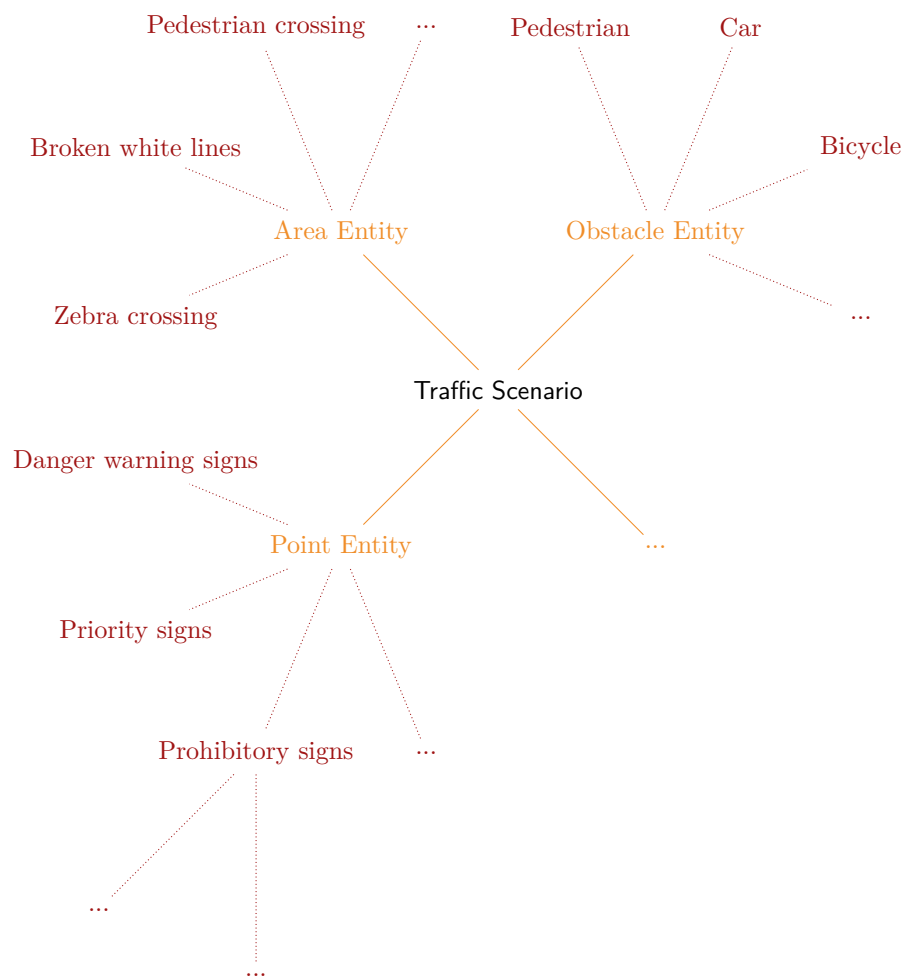 Pedestrian crossing
...
Pedestrian
Car
Broken white lines
Bicycle
Area Entity
Obstacle Entity
Zebra crossing
...
Traffic Scenario
Danger warning signs
Point Entity
...
Priority signs
Prohibitory signs
...
...
...